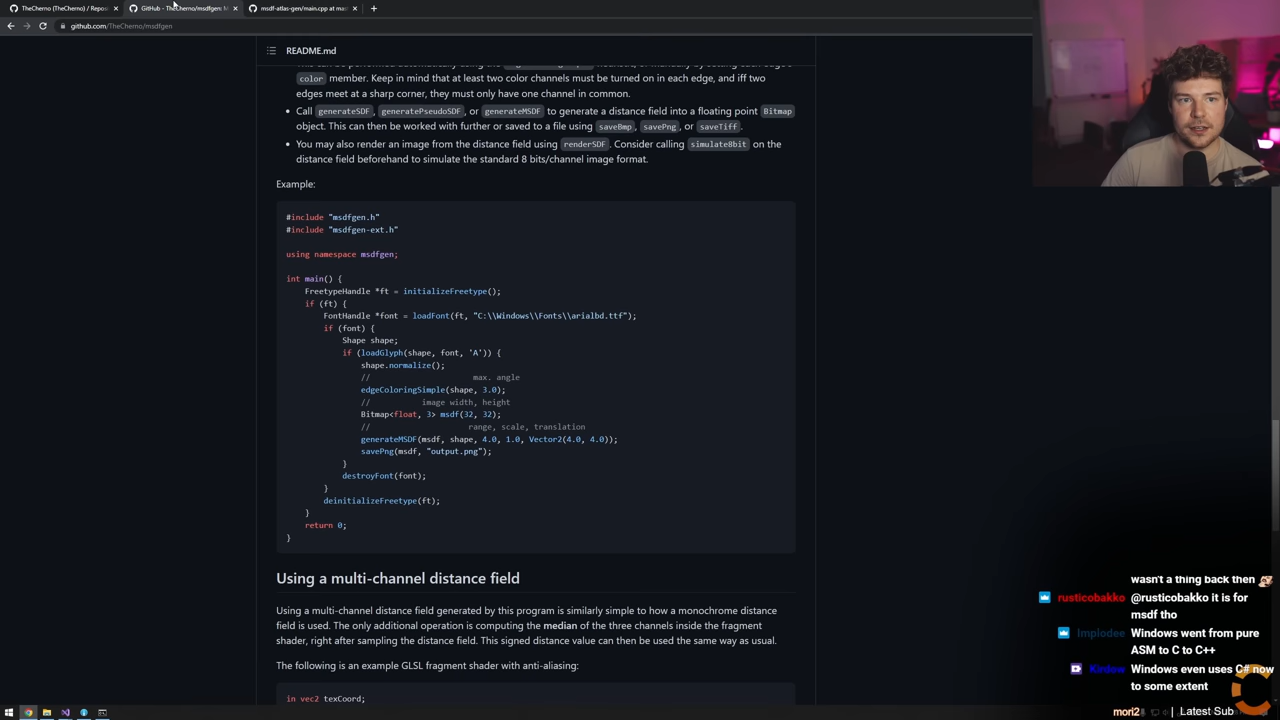 TheCherno (TheCherno) / Repo
GitHub - TheCherno/msdfgen: M
msdf-atlas-gen/main.cpp at mast
github.com/TheCherno/msdfgen
README.md
color member. Keep in mind that at least two color channels must be turned on in each edge, and iff two
edges meet at a sharp corner, they must only have one channel in common.
Call generateSDF, generatePseudoSDF, or generateMSDF to generate a distance field into a floating point Bitmap
object. This can then be worked with further or saved to a file using saveBmp, savePng, or saveTiff.
You may also render an image from the distance field using renderSDF. Consider calling simulate8bit on the
distance field beforehand to simulate the standard 8 bits/channel image format.
Example:
#include "msdfgen.h"
#include "msdfgen-ext.h"
using namespace msdfgen;
int main() {
FreetypeHandle *ft = initializeFreetype();
if (ft) {
FontHandle *font = loadFont(ft, "C:\\Windows\\Fonts\\arialbd.ttf");
if (font) {
Shape shape;
if (loadGlyph(shape, font, 'A')) {
shape.normalize();
// max. angle
edgeColoringSimple(shape, 3.0);
// image width, height
Bitmap<float, 3> msdf(32, 32);
// range, scale, translation
generateMSDF(msdf, shape, 4.0, 1.0, Vector2(4.0, 4.0));
savePng(msdf, "output.png");
}
destroyFont(font);
}
deinitializeFreetype(ft);
}
return 0;
}
Using a multi-channel distance field
Using a multi-channel distance field generated by this program is similarly simple to how a monochrome distance
field is used. The only additional operation is computing the median of the three channels inside the fragment
shader, right after sampling the distance field. This signed distance value can then be used the same way as usual.
The following is an example GLSL fragment shader with anti-aliasing:
in vec2 texCoord;
wasn't a thing back then
rusticobakko @rusticobakko it is for
msdf tho
Implodee Windows went from pure
ASM to C to C++
Kirdow Windows even uses C# now
to some extent
mori2
Latest Sub